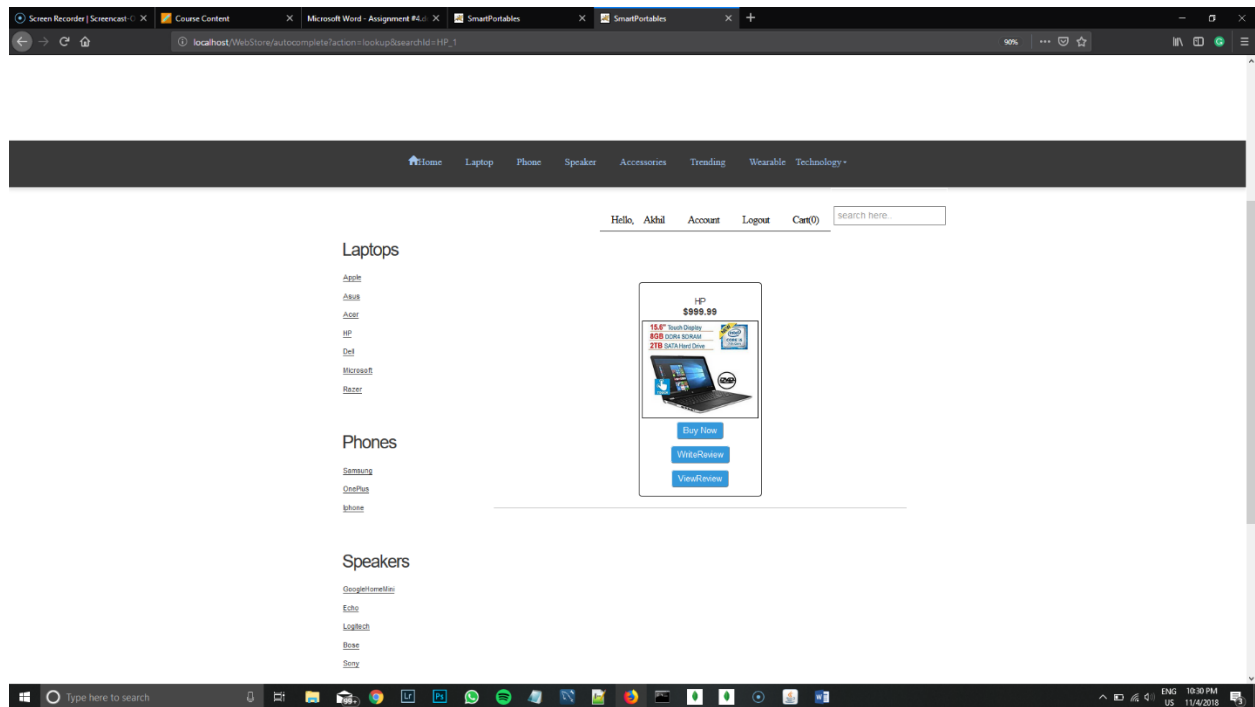 Screen Recorder | Screencast-O
Course Content
Microsoft Word - Assignment #4.d
SmartPortables
SmartPortables
localhost/WebStore/autocomplete?action=lookup&searchId=HP_1
90%
Home Laptop Phone Speaker Accessories Trending Wearable Technology
Hello, Akhil Account Logout Cart(0) search here..
Laptops
Apple
Asus
Acer
HP
Dell
Microsoft
Razer
HP
$999.99
15.6" Touch Display
8GB DDR4 SDRAM
2TB SATA Hard Drive
Buy Now
WriteReview
ViewReview
Phones
Samsung
OnePlus
Iphone
Speakers
GoogleHomeMini
Echo
Logitech
Bose
Sony
Type here to search
99+
Lr
Ps
ENG 10:30 PM
US 11/4/2018
3